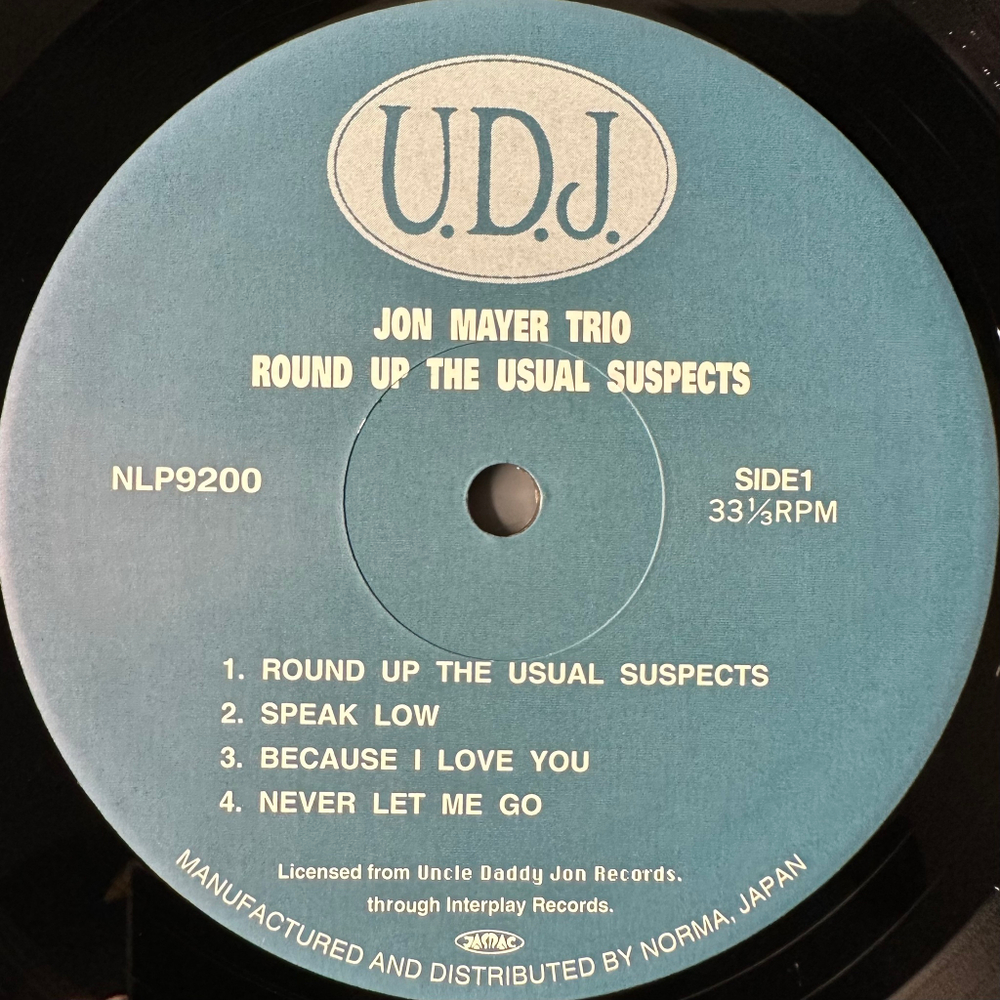 U.D.J.
JON MAYER TRIO
ROUND UP THE USUAL SUSPECTS
NLP9200
SIDE1
33⅓RPM
1. ROUND UP THE USUAL SUSPECTS
2. SPEAK LOW
3. BECAUSE I LOVE YOU
4. NEVER LET ME GO
Licensed from Uncle Daddy Jon Records.
through Interplay Records.
JASRAC
MANUFACTURED AND DISTRIBUTED BY NORMA, JAPAN